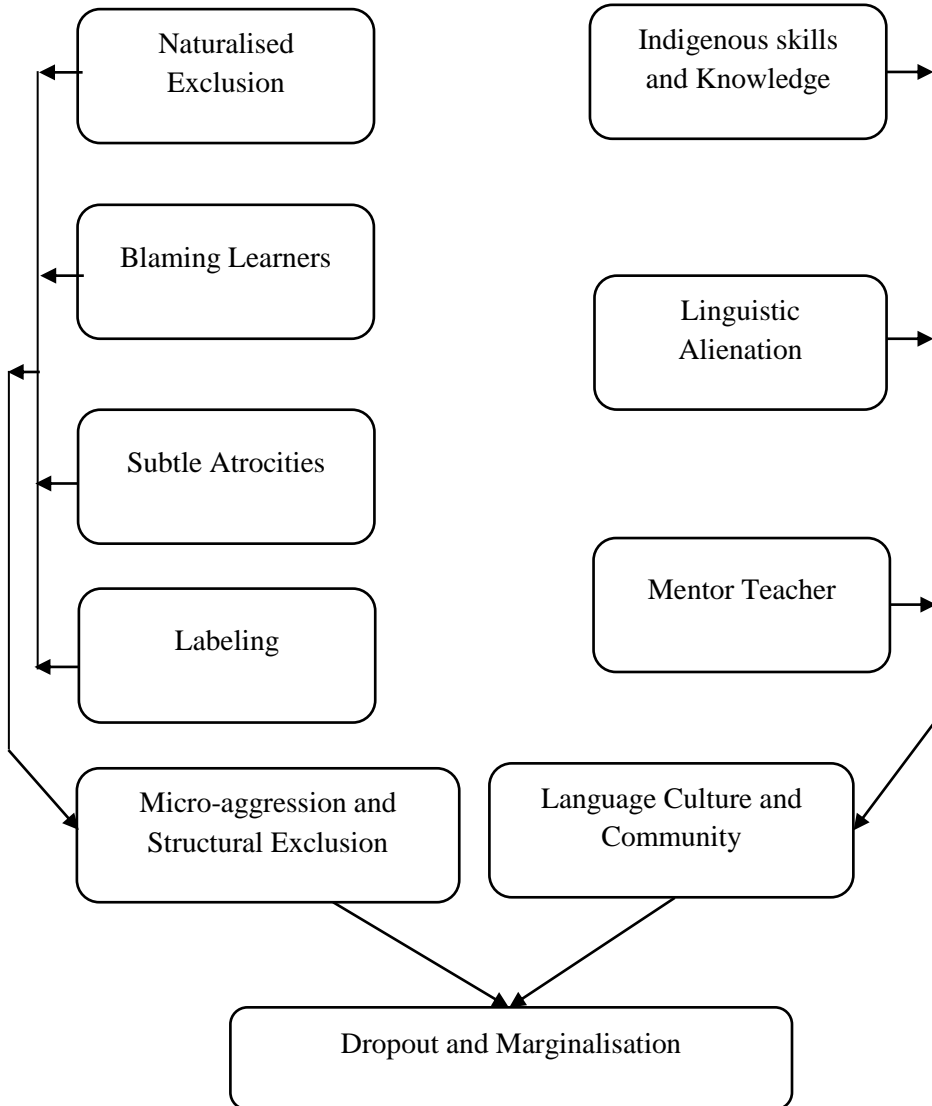 Naturalised
Exclusion
Indigenous skills
and Knowledge
Blaming Learners
Linguistic
Alienation
Subtle Atrocities
Mentor Teacher
Labeling
Micro-aggression and
Structural Exclusion
Language Culture and
Community
Dropout and Marginalisation